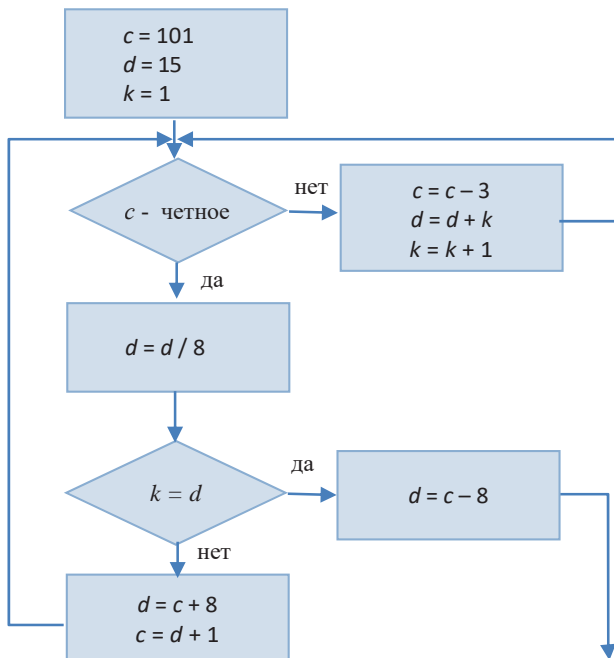 c = 101
d = 15
k = 1
c - четное
нет
c = c – 3
d = d + k
k = k + 1
да
d = d / 8
k = d
да
d = c – 8
нет
d = c + 8
c = d + 1